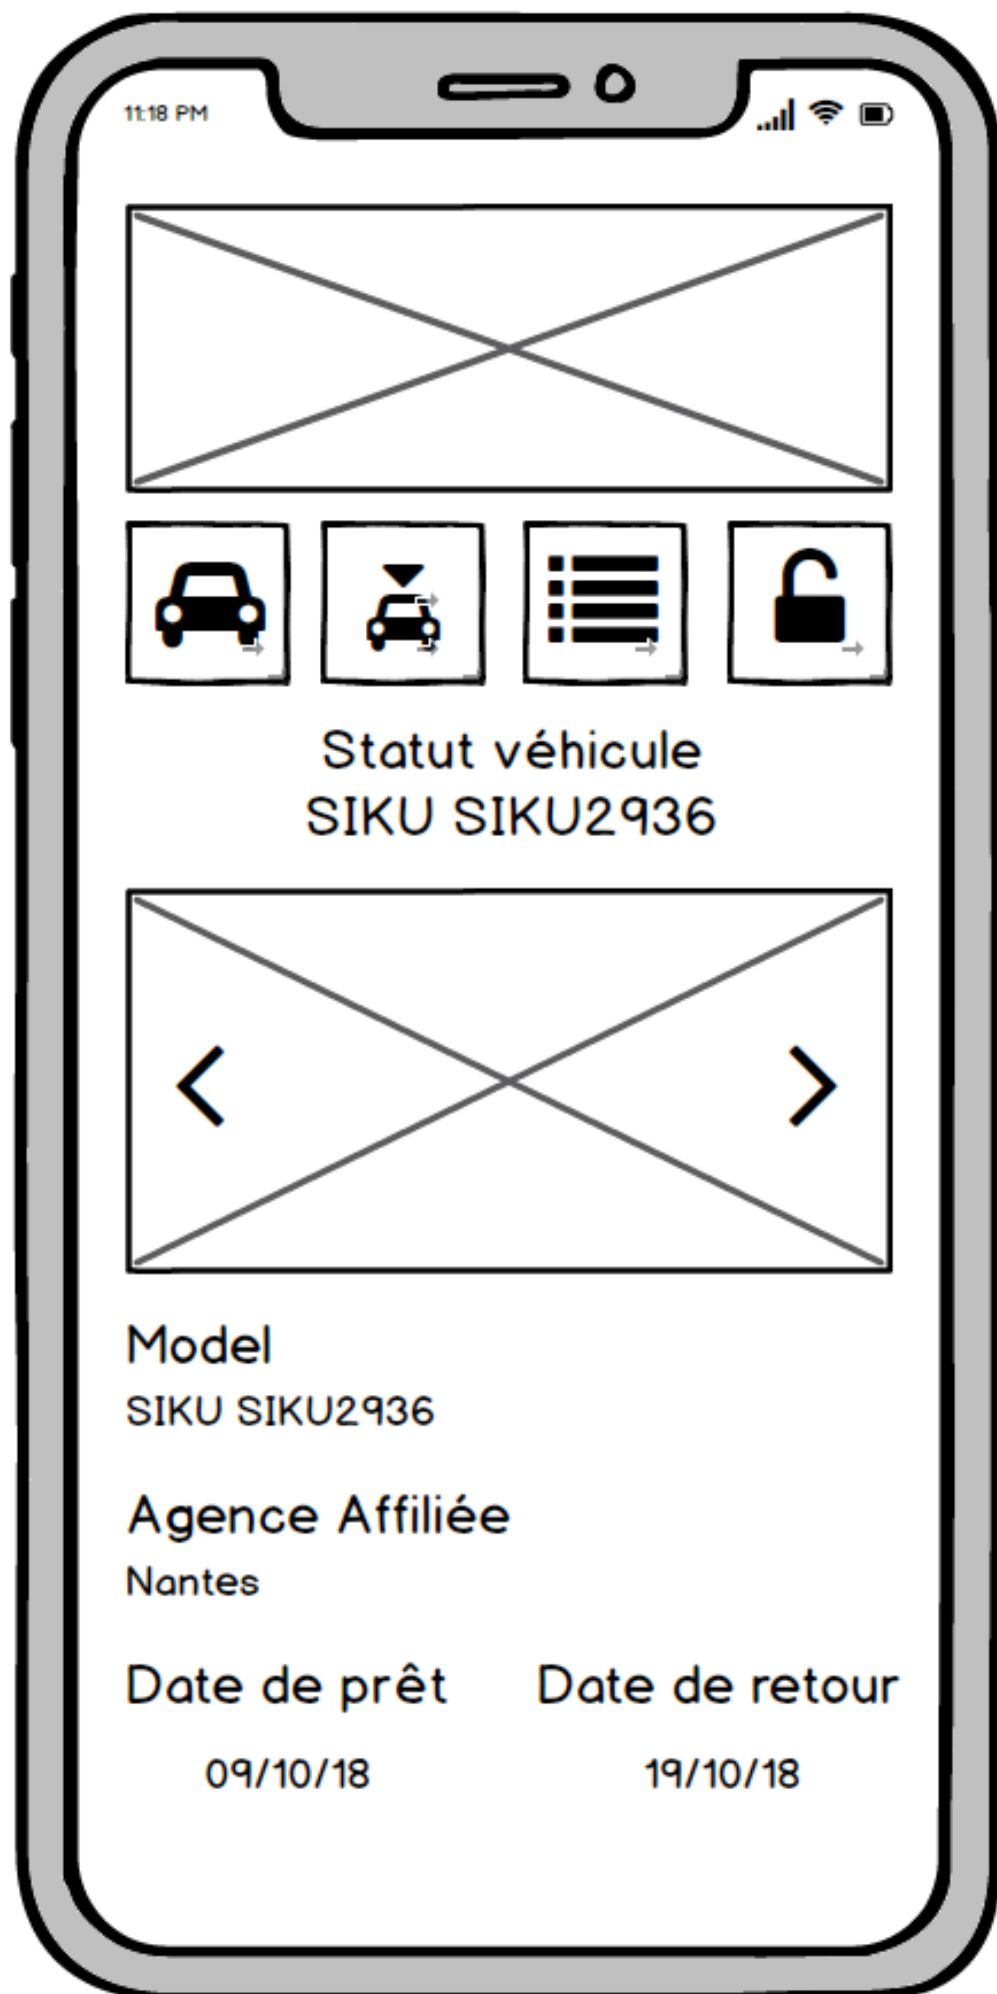 11:18 PM
Statut véhicule
SIKU SIKU2936
Model
SIKU SIKU2936
Agence Affiliée
Nantes
Date de prêt Date de retour
09/10/18 19/10/18